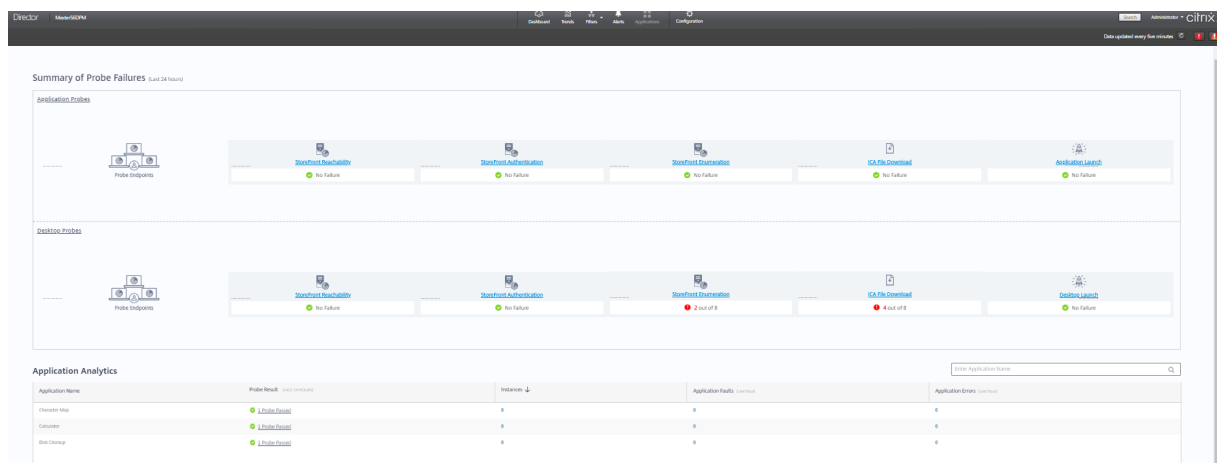 Director MasterSIDPM Dashboard Trends Filters Alerts Applications Configuration Search Administrator citrix
Data updated every five minutes
Summary of Probe Failures (Last 24 hours)
Application Probes
Probe Endpoints
StoreFront Reachability
No Failure
StoreFront Authentication
No Failure
StoreFront Enumeration
No Failure
ICA File Download
No Failure
Application Launch
No Failure
Desktop Probes
Probe Endpoints
StoreFront Reachability
No Failure
StoreFront Authentication
No Failure
StoreFront Enumeration
2 out of 8
ICA File Download
4 out of 8
Desktop Launch
No Failure
Application Analytics
Enter Application Name
Application Name Probe Result Instances Application Faults (Last hour) Application Errors (Last hour)
Character Map 1 Probe Passed 0 0 0
Calculator 1 Probe Passed 0 0 0
Disk Cleanup 1 Probe Passed 0 0 0